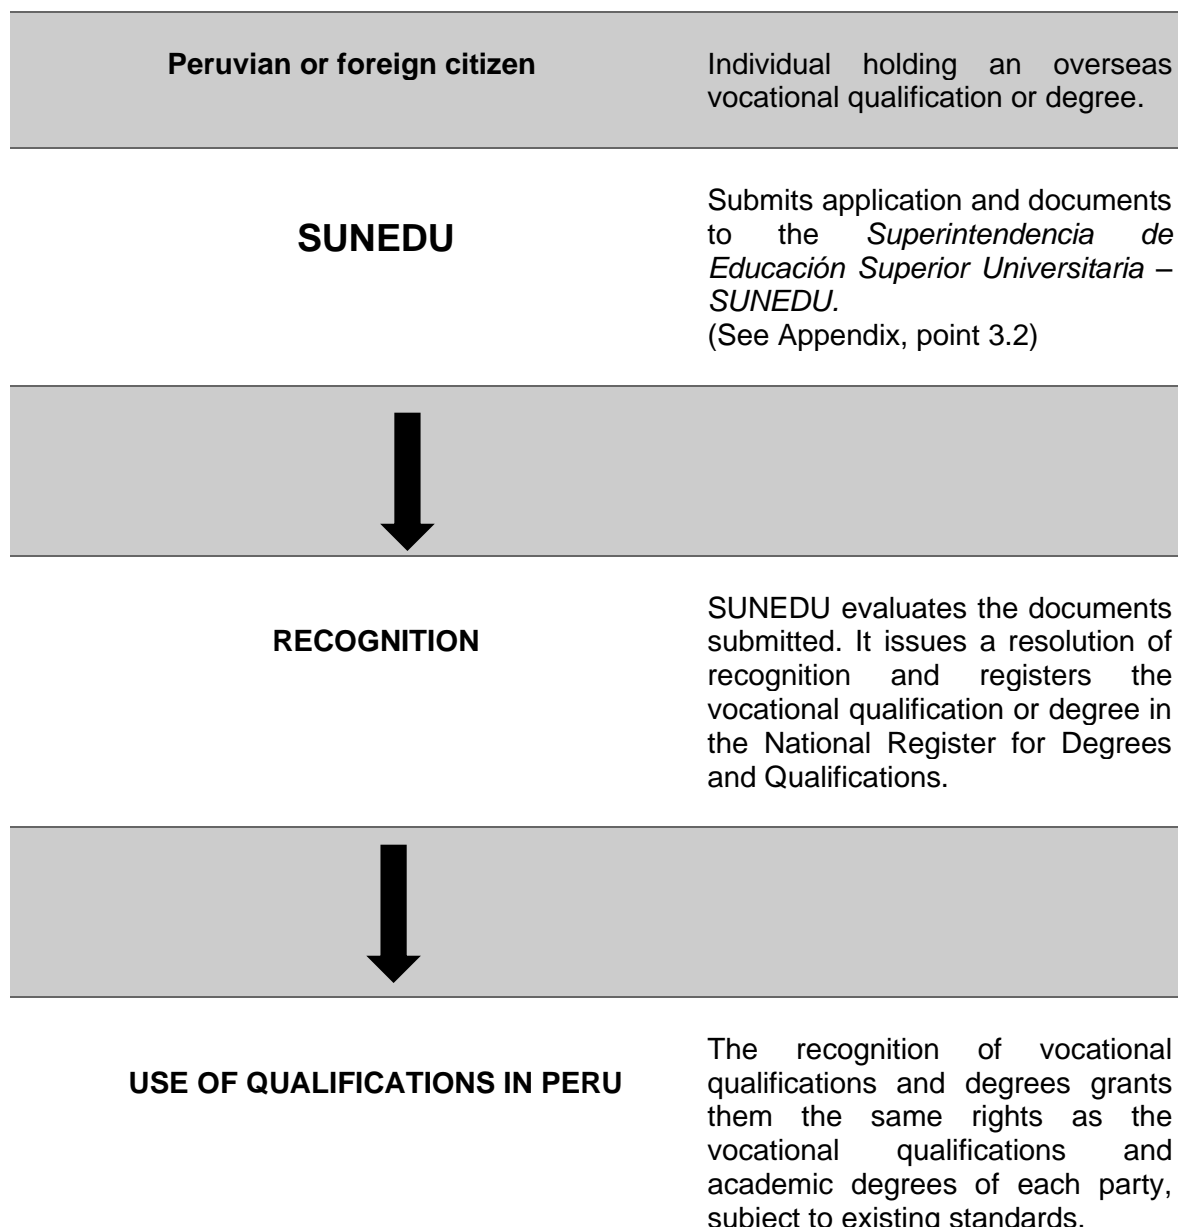 Peruvian or foreign citizen
Individual holding an overseas
vocational qualification or degree.
SUNEDU
Submits application and documents
to the Superintendencia de
Educación Superior Universitaria –
SUNEDU.
(See Appendix, point 3.2)
RECOGNITION
SUNEDU evaluates the documents
submitted. It issues a resolution of
recognition and registers the
vocational qualification or degree in
the National Register for Degrees
and Qualifications.
USE OF QUALIFICATIONS IN PERU
The recognition of vocational
qualifications and degrees grants
them the same rights as the
vocational qualifications and
academic degrees of each party,
subject to existing standards.